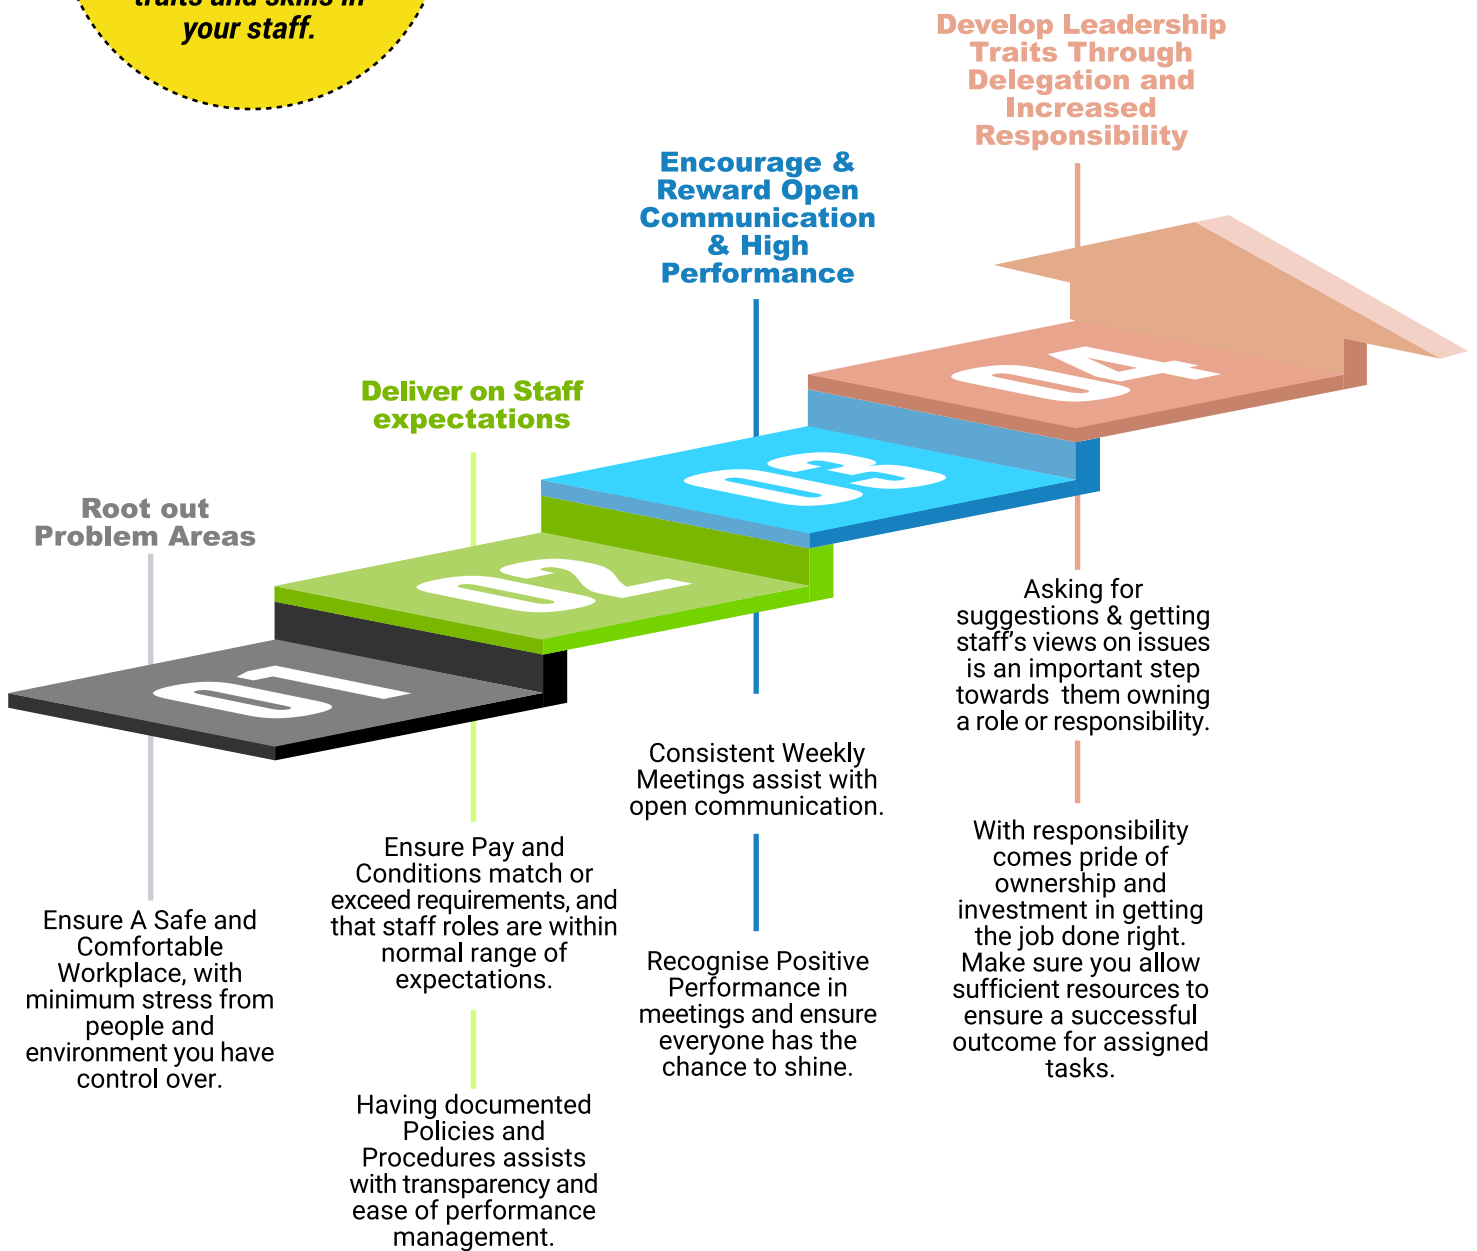 traits and skills in
your staff.
Develop Leadership
Traits Through
Delegation and
Increased
Responsibility
Encourage &
Reward Open
Communication
& High
Performance
Deliver on Staff
expectations
Root out
Problem Areas
01
02
03
04
Ensure A Safe and
Comfortable
Workplace, with
minimum stress from
people and
environment you have
control over.
Ensure Pay and
Conditions match or
exceed requirements, and
that staff roles are within
normal range of
expectations.
Having documented
Policies and
Procedures assists
with transparency and
ease of performance
management.
Consistent Weekly
Meetings assist with
open communication.
Recognise Positive
Performance in
meetings and ensure
everyone has the
chance to shine.
Asking for
suggestions & getting
staff's views on issues
is an important step
towards  them owning
a role or responsibility.
With responsibility
comes pride of
ownership and
investment in getting
the job done right.
Make sure you allow
sufficient resources to
ensure a successful
outcome for assigned
tasks.